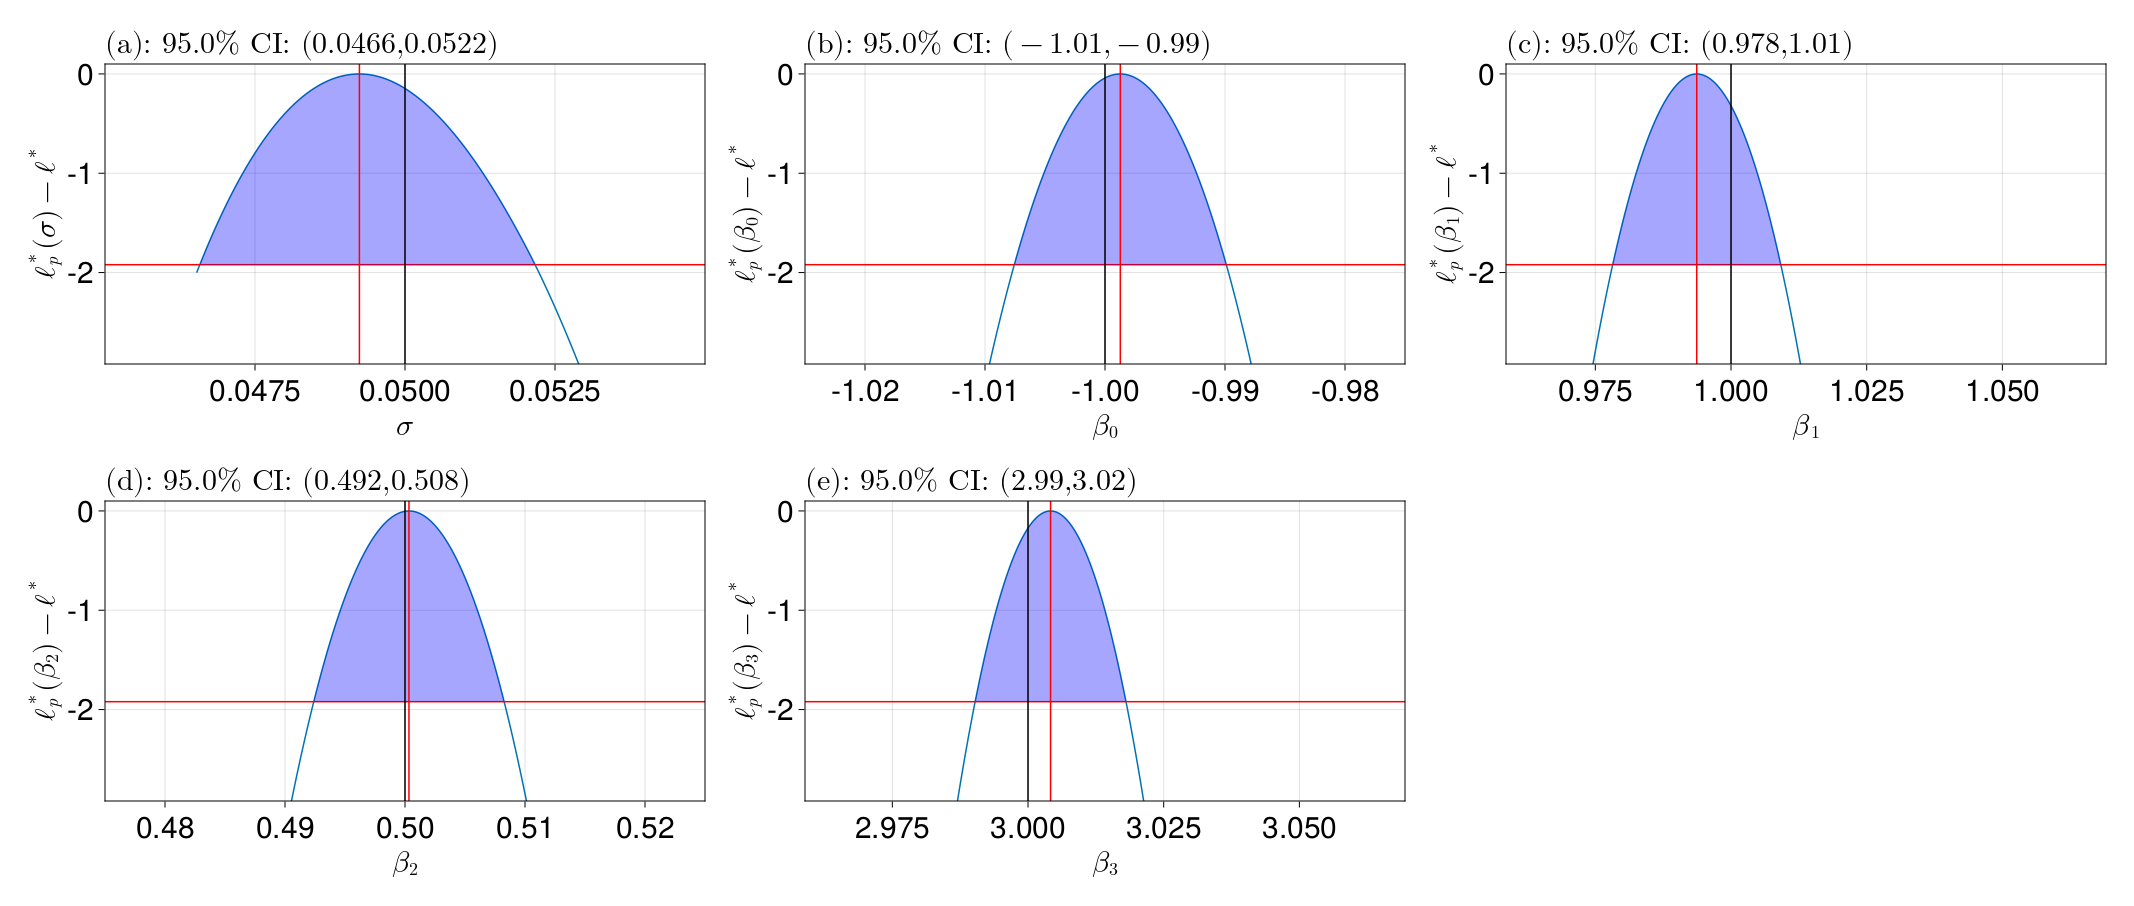 (a): 95.0% CI: (0.0466,0.0522)
0
-1
-2
ℓ*p(σ) − ℓ*
0.0475 0.0500 0.0525
σ
(b): 95.0% CI: ( − 1.01, − 0.99)
0
-1
-2
ℓ*p(β0) − ℓ*
-1.02 -1.01 -1.00 -0.99 -0.98
β0
(c): 95.0% CI: (0.978,1.01)
0
-1
-2
ℓ*p(β1) − ℓ*
0.975 1.000 1.025 1.050
β1
(d): 95.0% CI: (0.492,0.508)
0
-1
-2
ℓ*p(β2) − ℓ*
0.48 0.49 0.50 0.51 0.52
β2
(e): 95.0% CI: (2.99,3.02)
0
-1
-2
ℓ*p(β3) − ℓ*
2.975 3.000 3.025 3.050
β3